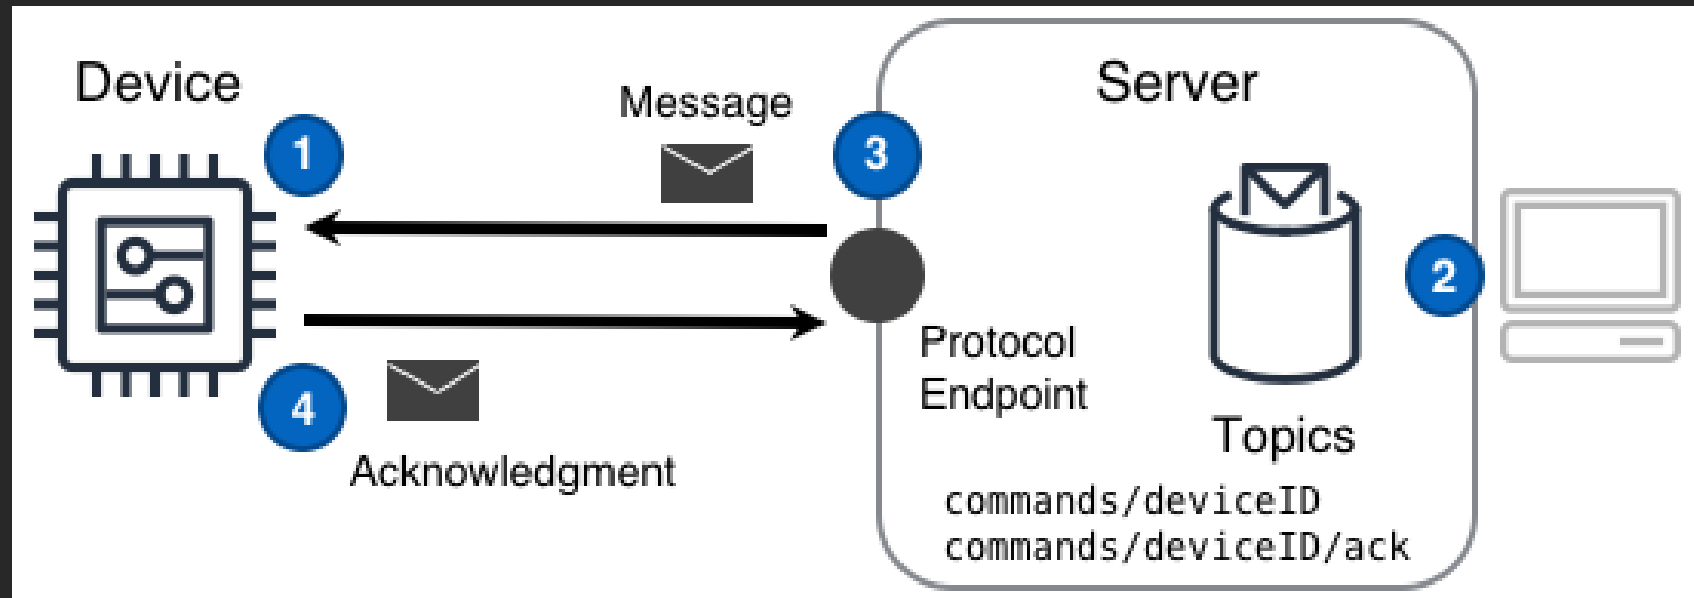 Device
1
Message
3
Server
2
Protocol
Endpoint
4
Acknowledgment
Topics
commands/deviceID
commands/deviceID/ack